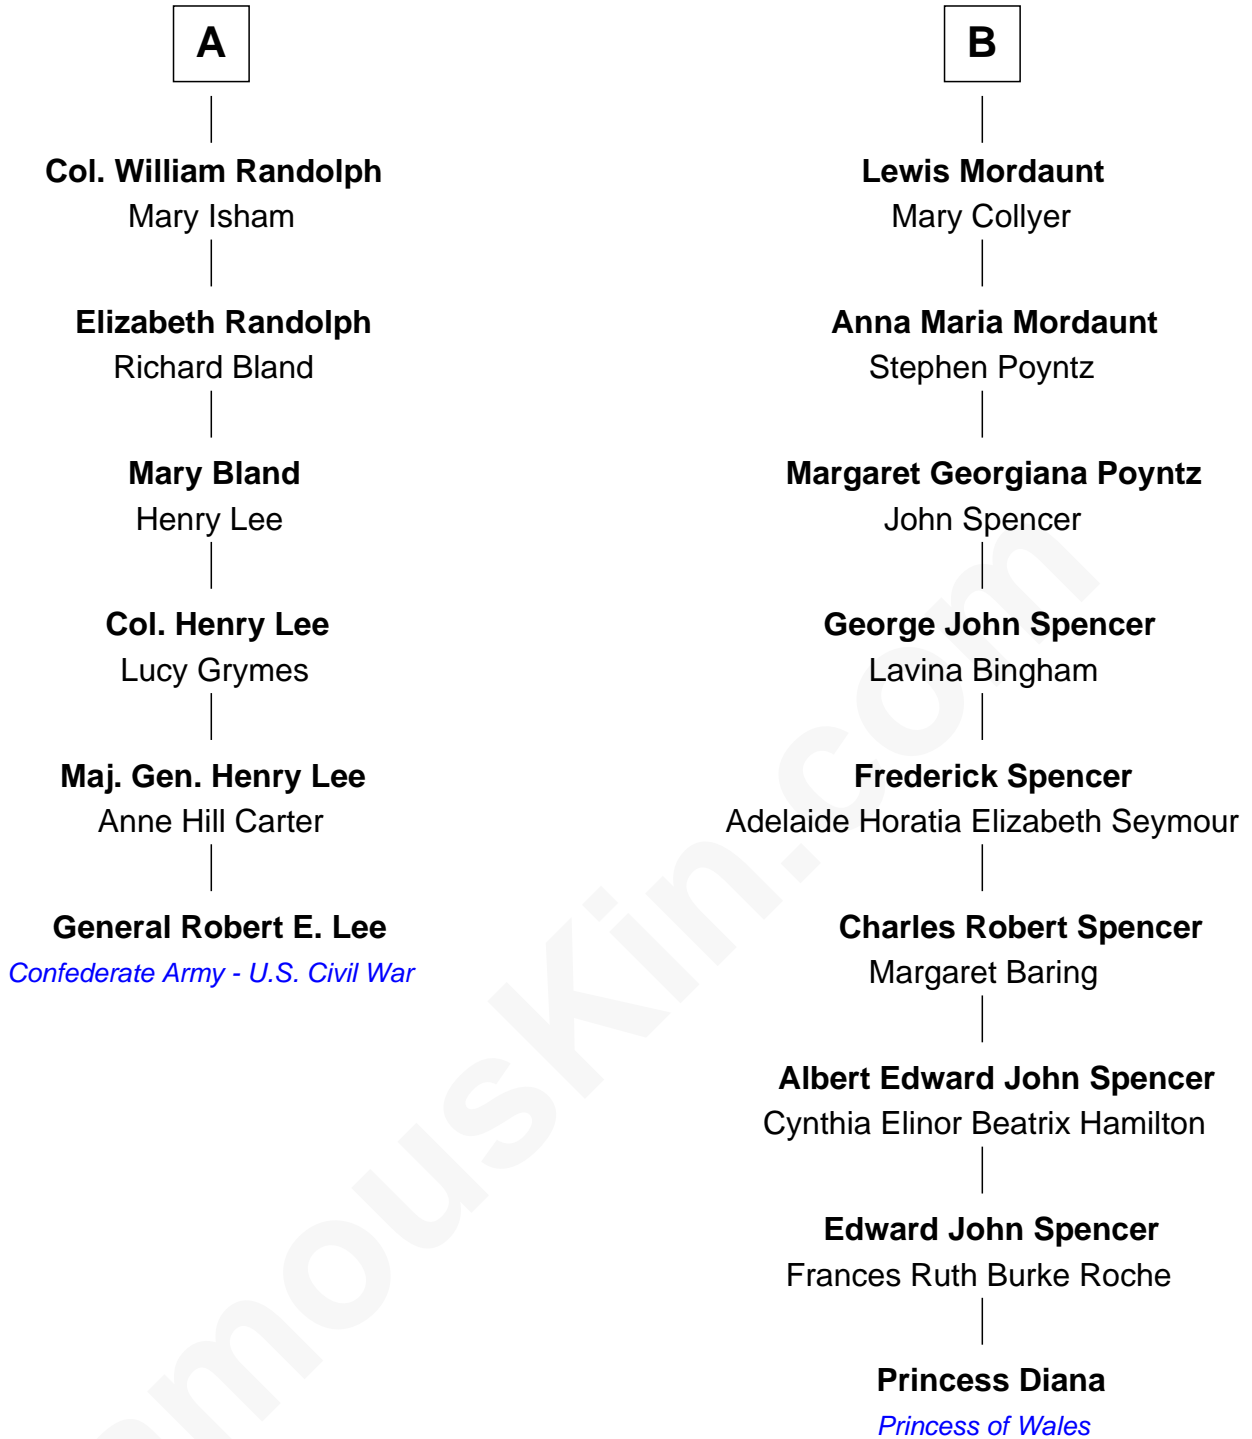 A
Col. William Randolph
Mary Isham
Elizabeth Randolph
Richard Bland
Mary Bland
Henry Lee
Col. Henry Lee
Lucy Grymes
Maj. Gen. Henry Lee
Anne Hill Carter
General Robert E. Lee
Confederate Army - U.S. Civil War
B
Lewis Mordaunt
Mary Collyer
Anna Maria Mordaunt
Stephen Poyntz
Margaret Georgiana Poyntz
John Spencer
George John Spencer
Lavina Bingham
Frederick Spencer
Adelaide Horatia Elizabeth Seymour
Charles Robert Spencer
Margaret Baring
Albert Edward John Spencer
Cynthia Elinor Beatrix Hamilton
Edward John Spencer
Frances Ruth Burke Roche
Princess Diana
Princess of Wales
amouskin.com